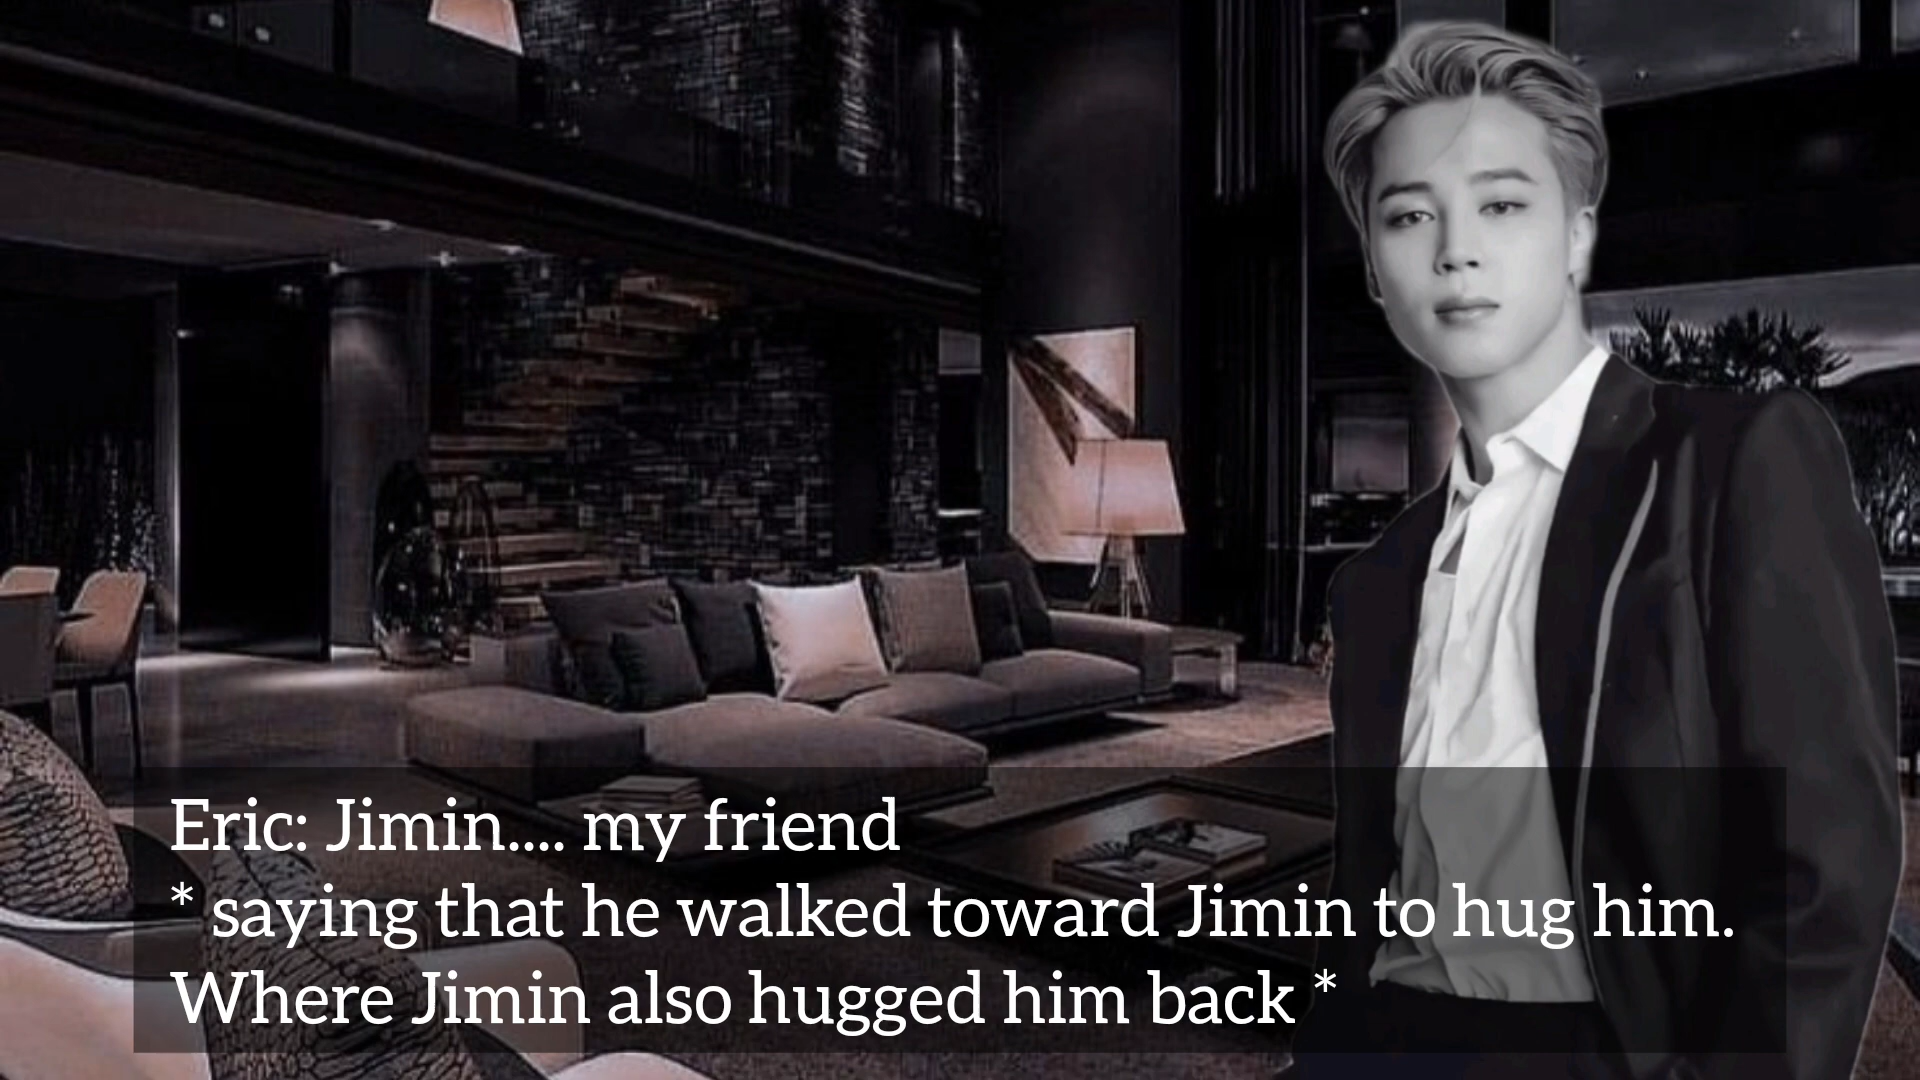 Eric: Jimin.... my friend
* saying that he walked toward Jimin to hug him.
Where Jimin also hugged him back *